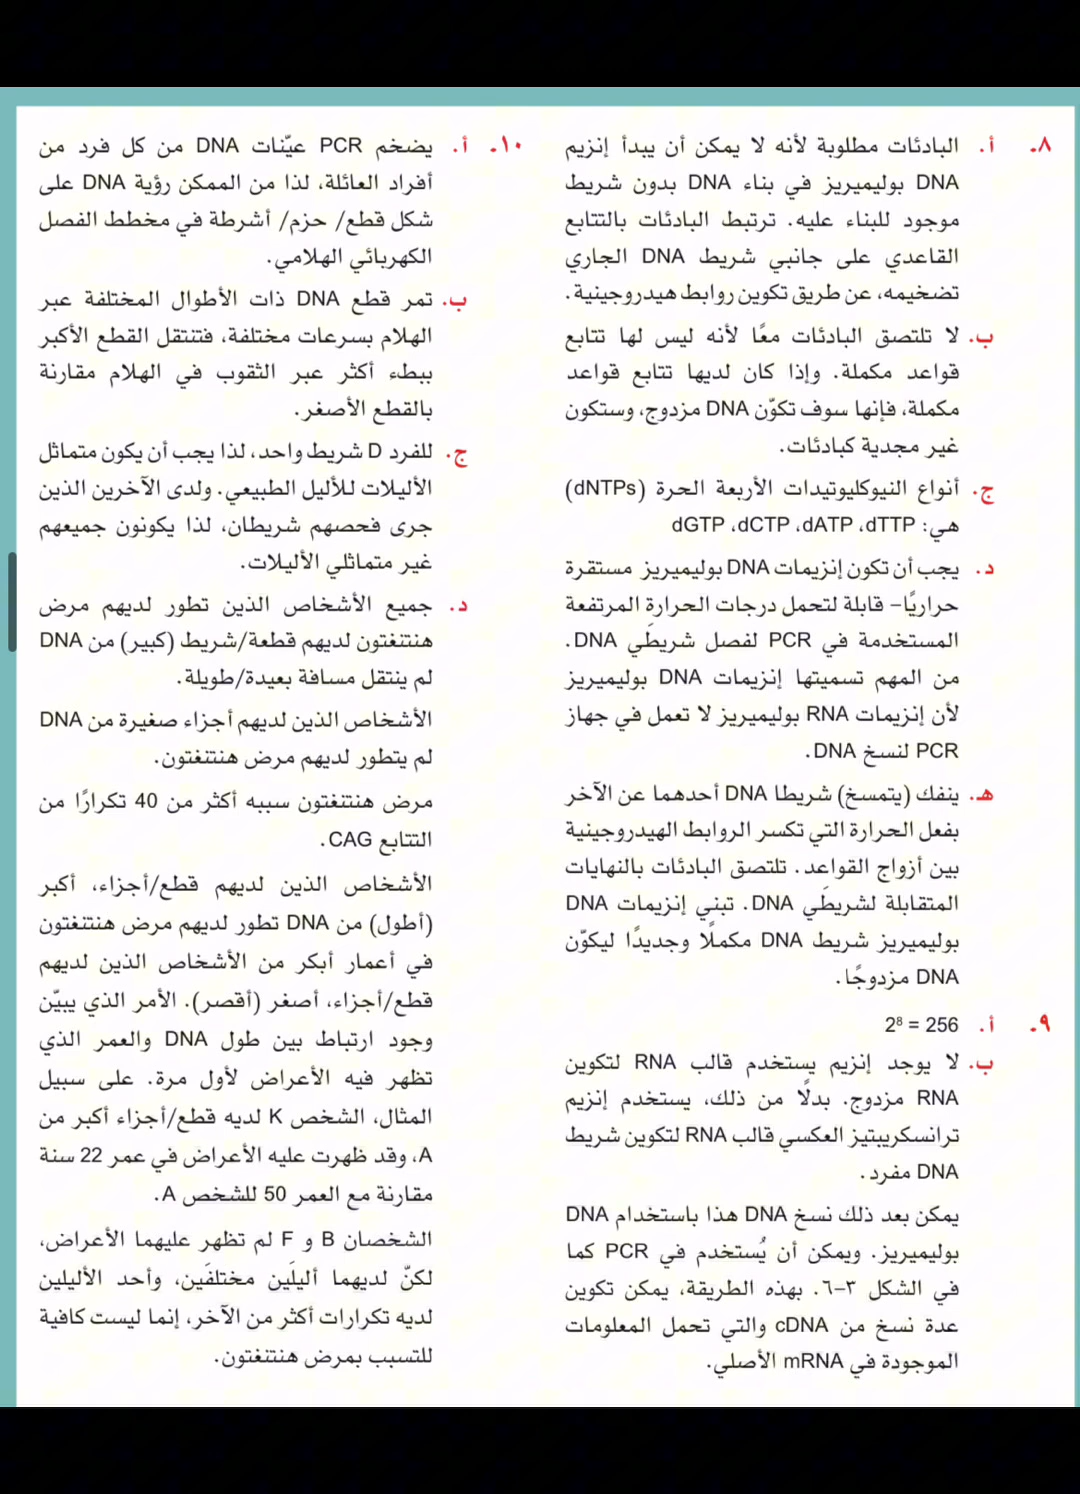 ٨. أ. البادئات مطلوبة لأنه لا يمكن أن يبدأ إنزيم
DNA بوليميريز في بناء DNA بدون شريط
موجود للبناء عليه. ترتبط البادئات بالتتابع
القاعدي على جانبي شريط DNA الجاري
تضخيمه، عن طريق تكوين روابط هيدروجينية.
ب. لا تلتصق البادئات معًا لأنه ليس لها تتابع
قواعد مكملة. وإذا كان لديها تتابع قواعد
مكملة، فإنها سوف تكوّن DNA مزدوج، وستكون
غير مجدية كبادئات.
ج. أنواع النيوكليوتيدات الأربعة الحرة (dNTPs)
هي: dGTP ،dCTP ،dATP ،dTTP
د. يجب أن تكون إنزيمات DNA بوليميريز مستقرة
حراريًا- قابلة لتحمل درجات الحرارة المرتفعة
المستخدمة في PCR لفصل شريطَي DNA.
من المهم تسميتها إنزيمات DNA بوليميريز
لأن إنزيمات RNA بوليميريز لا تعمل في جهاز
PCR لنسخ DNA.
هـ. ينفك (يتمسخ) شريطا DNA أحدهما عن الآخر
بفعل الحرارة التي تكسر الروابط الهيدروجينية
بين أزواج القواعد. تلتصق البادئات بالنهايات
المتقابلة لشريطَي DNA. تبني إنزيمات DNA
بوليميريز شريط DNA مكملًا وجديدًا ليكوّن
DNA مزدوجًا.
٩. أ. 2⁸ = 256
ب. لا يوجد إنزيم يستخدم قالب RNA لتكوين
RNA مزدوج. بدلًا من ذلك، يستخدم إنزيم
ترانسكريبتيز العكسي قالب RNA لتكوين شريط
DNA مفرد.
يمكن بعد ذلك نسخ DNA هذا باستخدام DNA
بوليميريز. ويمكن أن يُستخدم في PCR كما
في الشكل ٣-٦. بهذه الطريقة، يمكن تكوين
عدة نسخ من cDNA والتي تحمل المعلومات
الموجودة في mRNA الأصلي.
١٠. أ. يضخم PCR عيّنات DNA من كل فرد من
أفراد العائلة، لذا من الممكن رؤية DNA على
شكل قطع/ حزم/ أشرطة في مخطط الفصل
الكهربائي الهلامي.
ب. تمر قطع DNA ذات الأطوال المختلفة عبر
الهلام بسرعات مختلفة، فتنتقل القطع الأكبر
ببطء أكثر عبر الثقوب في الهلام مقارنة
بالقطع الأصغر.
ج. للفرد D شريط واحد، لذا يجب أن يكون متماثل
الأليلات للأليل الطبيعي. ولدى الآخرين الذين
جرى فحصهم شريطان، لذا يكونون جميعهم
غير متماثلي الأليلات.
د. جميع الأشخاص الذين تطور لديهم مرض
هنتنغتون لديهم قطعة/شريط (كبير) من DNA
لم ينتقل مسافة بعيدة/طويلة.
الأشخاص الذين لديهم أجزاء صغيرة من DNA
لم يتطور لديهم مرض هنتنغتون.
مرض هنتنغتون سببه أكثر من 40 تكرارًا من
التتابع CAG.
الأشخاص الذين لديهم قطع/أجزاء، أكبر
(أطول) من DNA تطور لديهم مرض هنتنغتون
في أعمار أبكر من الأشخاص الذين لديهم
قطع/أجزاء، أصغر (أقصر). الأمر الذي يبيّن
وجود ارتباط بين طول DNA والعمر الذي
تظهر فيه الأعراض لأول مرة. على سبيل
المثال، الشخص K لديه قطع/أجزاء أكبر من
A، وقد ظهرت عليه الأعراض في عمر 22 سنة
مقارنة مع العمر 50 للشخص A.
الشخصان B و F لم تظهر عليهما الأعراض،
لكنّ لديهما أليلَين مختلفَين، وأحد الأليلين
لديه تكرارات أكثر من الآخر، إنما ليست كافية
للتسبب بمرض هنتنغتون.